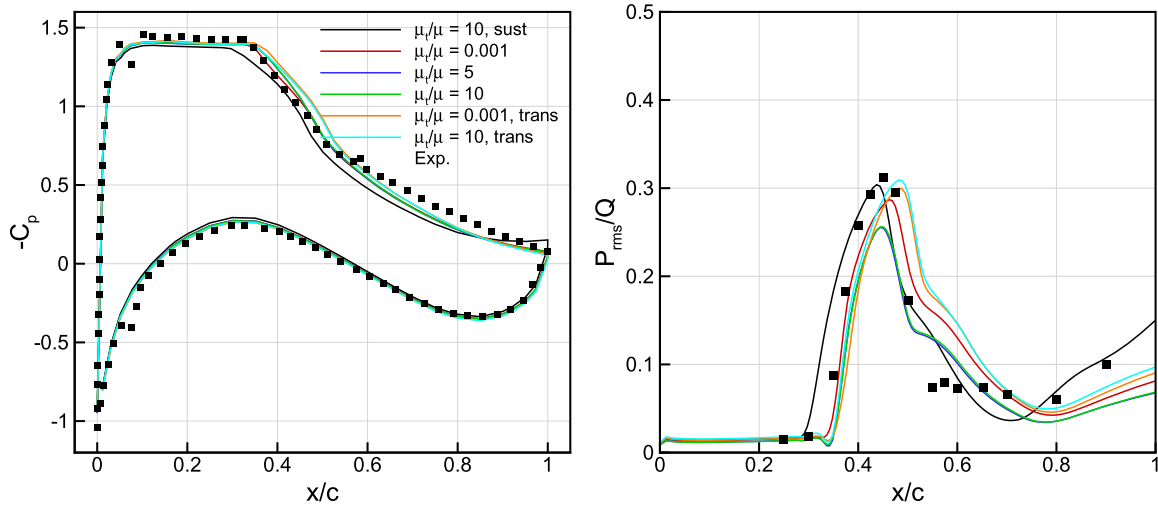 1.5
1
0.5
0
-0.5
-1
-Cₚ
0
0.2
0.4
0.6
0.8
1
x/c
μₜ/μ = 10, sust
μₜ/μ = 0.001
μₜ/μ = 5
μₜ/μ = 10
μₜ/μ = 0.001, trans
μₜ/μ = 10, trans
Exp.
0.5
0.4
0.3
0.2
0.1
0
P_rms/Q
0
0.2
0.4
0.6
0.8
1
x/c